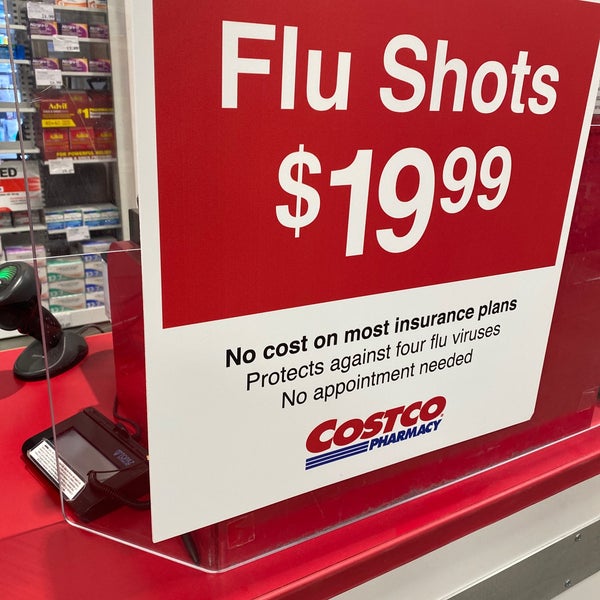 Flu Shots
$19.99
No cost on most insurance plans
Protects against four flu viruses
No appointment needed
COSTCO
PHARMACY
Advil
#1